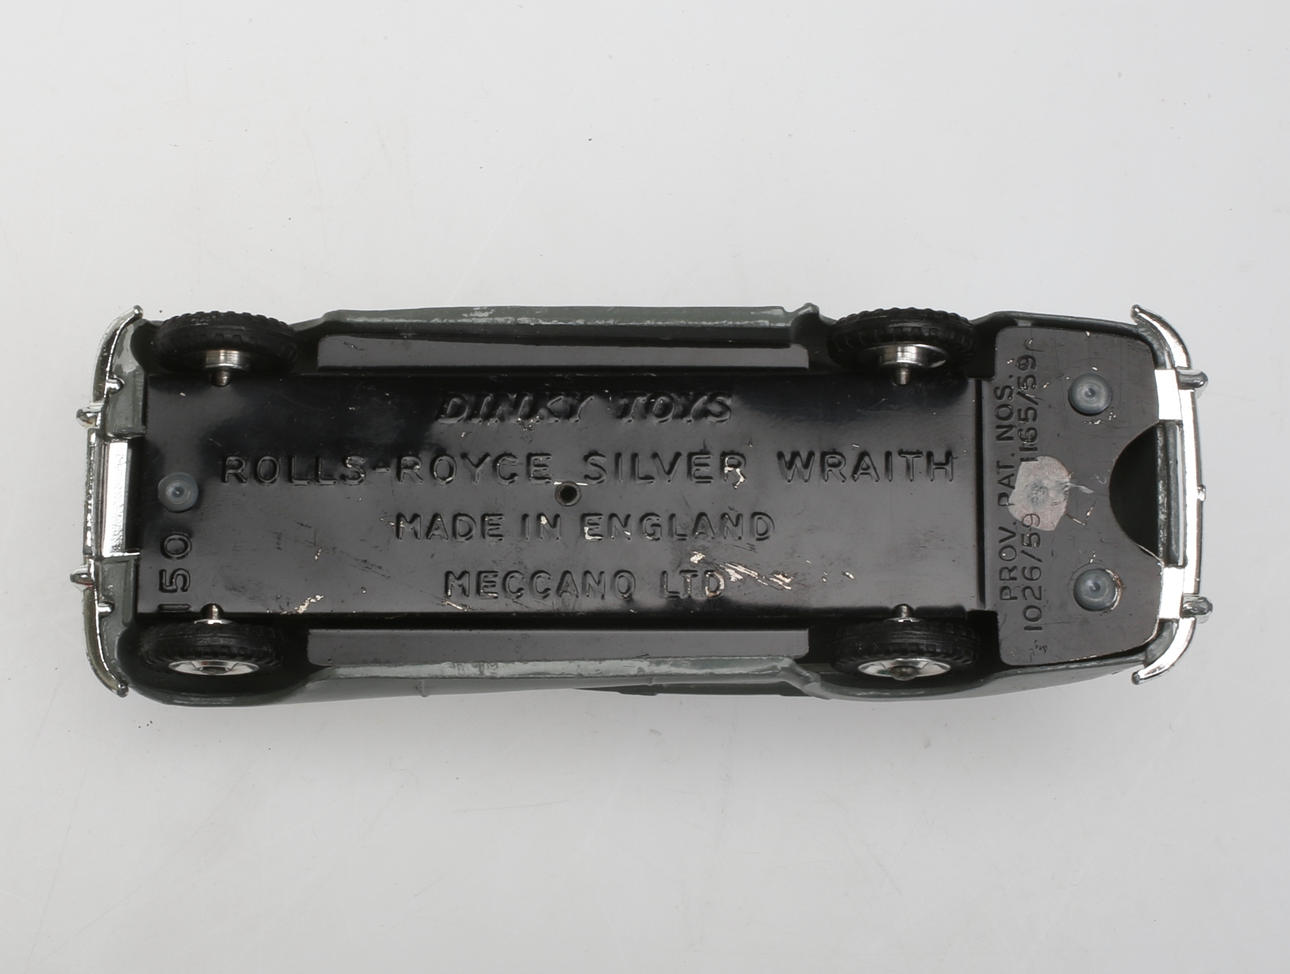 DINKY TOYS
ROLLS-ROYCE SILVER WRAITH
MADE IN ENGLAND
MECCANO LTD
150
PROV. PAT. NOS.
1026/59 1165/59